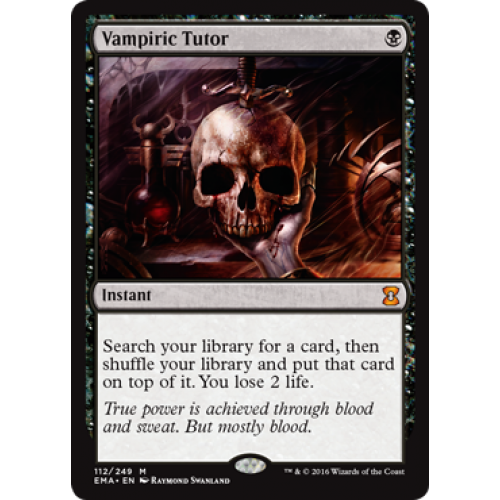 Vampiric Tutor
Instant
Search your library for a card, then
shuffle your library and put that card
on top of it. You lose 2 life.
True power is achieved through blood
and sweat. But mostly blood.
112/249 M
EMA • EN Raymond Swanland
™ & © 2016 Wizards of the Coast